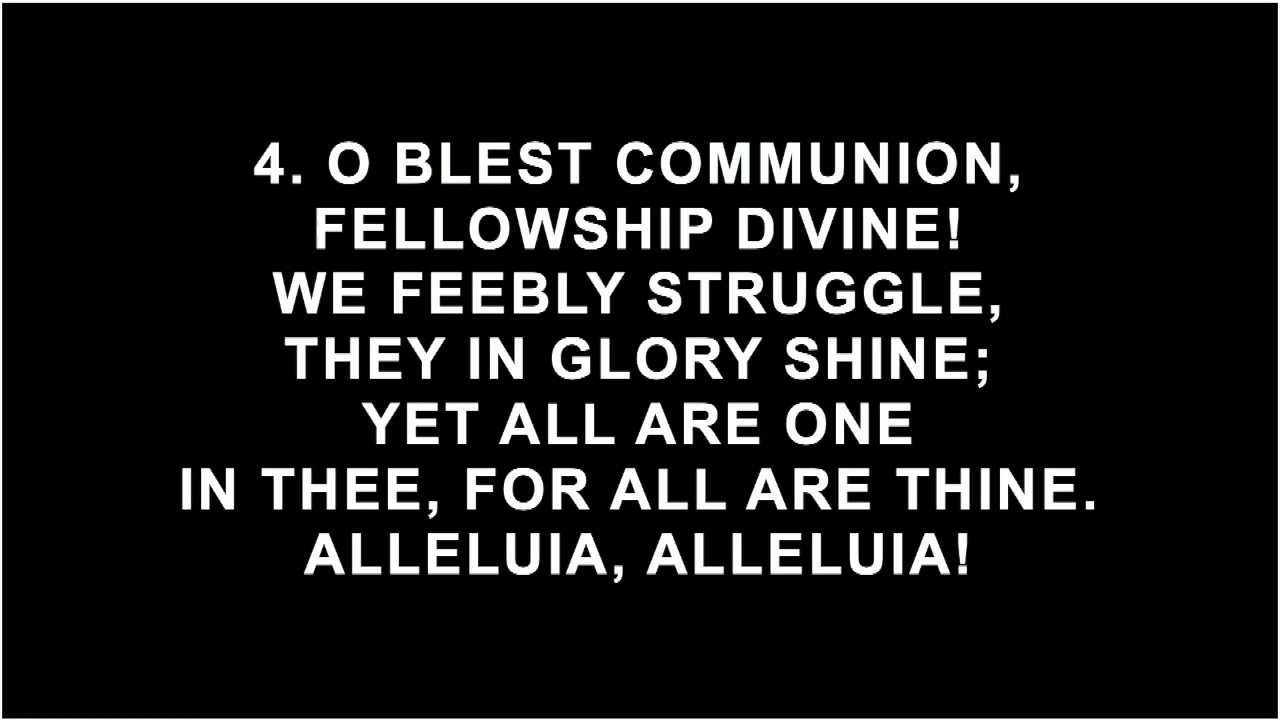 4. O BLEST COMMUNION,
FELLOWSHIP DIVINE!
WE FEEBLY STRUGGLE,
THEY IN GLORY SHINE;
YET ALL ARE ONE
IN THEE, FOR ALL ARE THINE.
ALLELUIA, ALLELUIA!